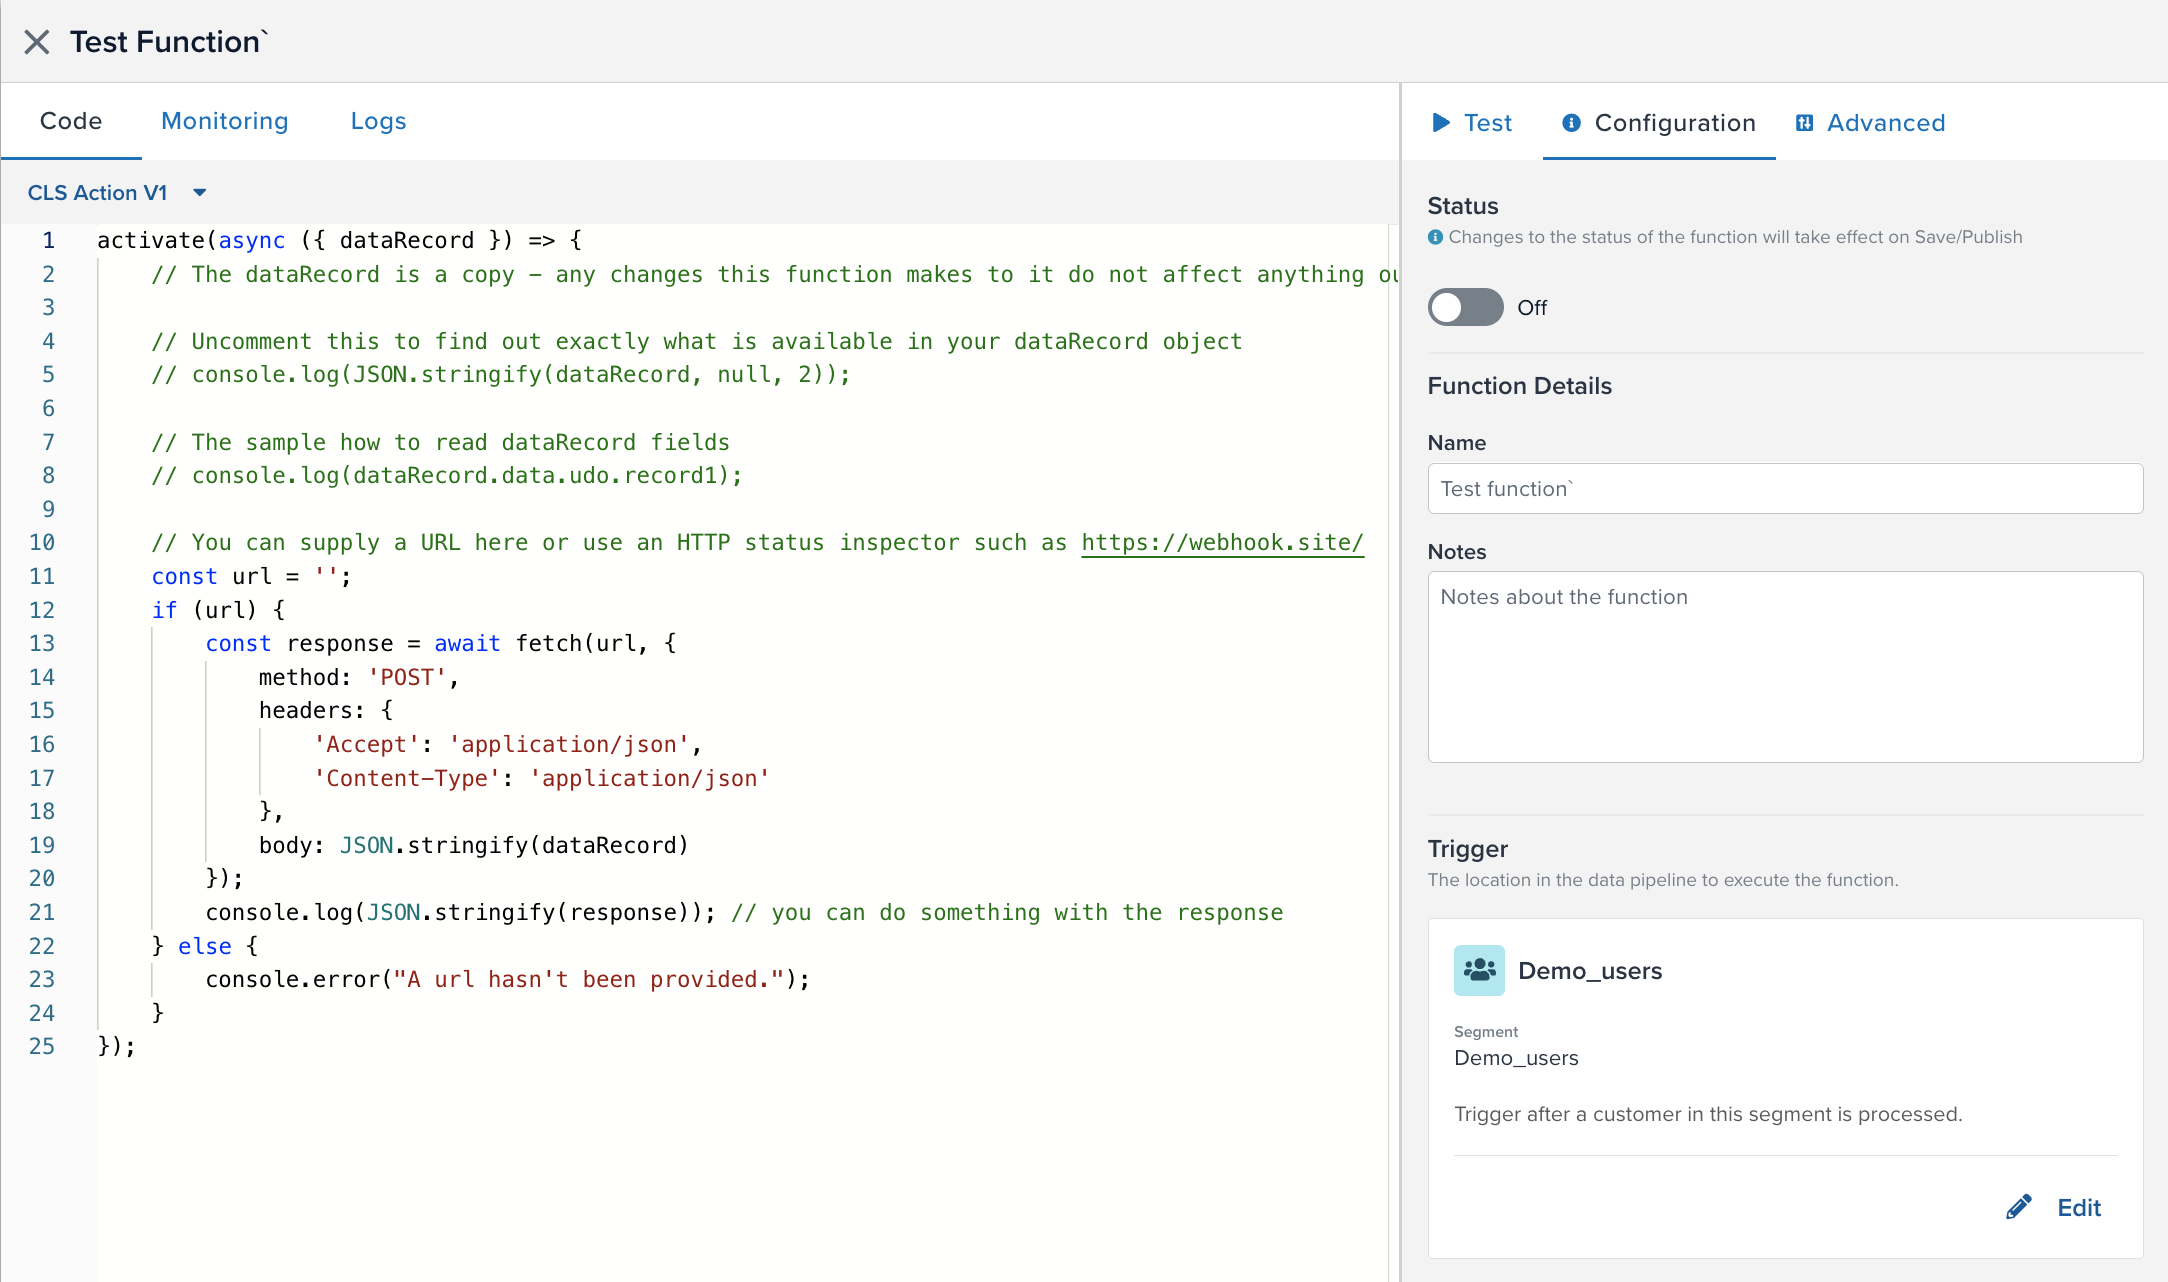 Test Function`
Code
Monitoring
Logs
CLS Action V1
1 activate(async ({ dataRecord }) => {
2 // The dataRecord is a copy – any changes this function makes to it do not affect anything
3
4 // Uncomment this to find out exactly what is available in your dataRecord object
5 // console.log(JSON.stringify(dataRecord, null, 2));
6
7 // The sample how to read dataRecord fields
8 // console.log(dataRecord.data.udo.record1);
9
10 // You can supply a URL here or use an HTTP status inspector such as https://webhook.site/
11 const url = '';
12 if (url) {
13 const response = await fetch(url, {
14 method: 'POST',
15 headers: {
16 'Accept': 'application/json',
17 'Content-Type': 'application/json'
18 },
19 body: JSON.stringify(dataRecord)
20 });
21 console.log(JSON.stringify(response)); // you can do something with the response
22 } else {
23 console.error("A url hasn't been provided.");
24 }
25 });
Test
Configuration
Advanced
Status
Changes to the status of the function will take effect on Save/Publish
Off
Function Details
Name
Test function`
Notes
Notes about the function
Trigger
The location in the data pipeline to execute the function.
Demo_users
Segment
Demo_users
Trigger after a customer in this segment is processed.
Edit